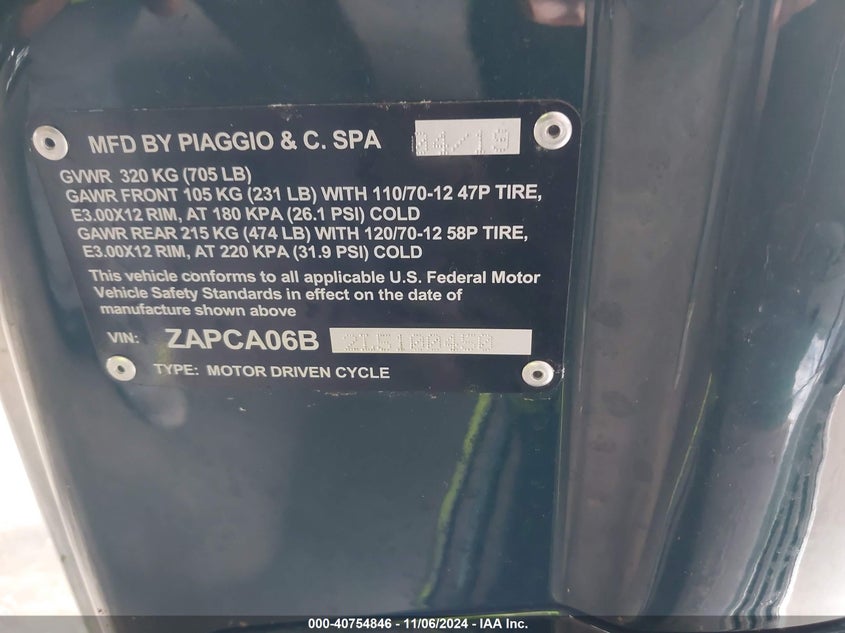 MFD BY PIAGGIO & C. SPA 04/19
GVWR 320 KG (705 LB)
GAWR FRONT 105 KG (231 LB) WITH 110/70-12 47P TIRE,
E3.00X12 RIM, AT 180 KPA (26.1 PSI) COLD
GAWR REAR 215 KG (474 LB) WITH 120/70-12 58P TIRE,
E3.00X12 RIM, AT 220 KPA (31.9 PSI) COLD
This vehicle conforms to all applicable U.S. Federal Motor
Vehicle Safety Standards in effect on the date of
manufacture shown above
VIN: ZAPCA06B
TYPE: MOTOR DRIVEN CYCLE
000-40754846 - 11/06/2024 - IAA Inc.